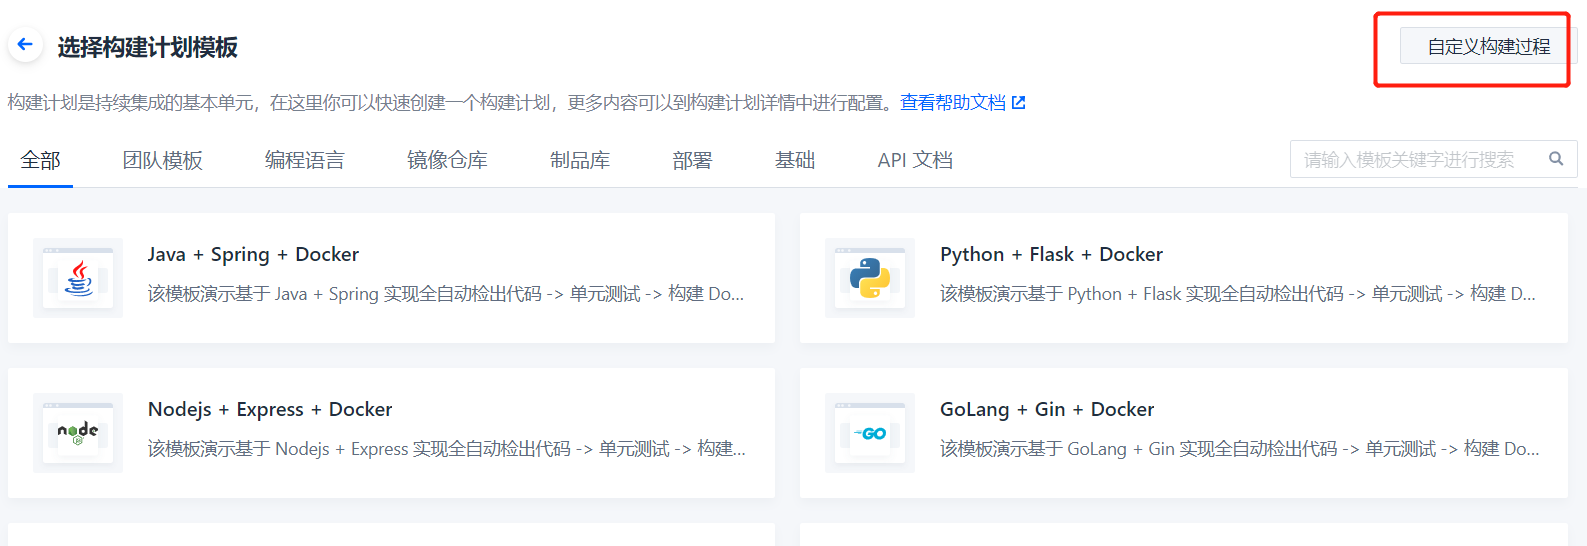 选择构建计划模板
自定义构建过程
构建计划是持续集成的基本单元，在这里你可以快速创建一个构建计划，更多内容可以到构建计划详情中进行配置。查看帮助文档
全部 团队模板 编程语言 镜像仓库 制品库 部署 基础 API 文档
请输入模板关键字进行搜索
Java + Spring + Docker
该模板演示基于 Java + Spring 实现全自动检出代码 -> 单元测试 -> 构建 Do...
Python + Flask + Docker
该模板演示基于 Python + Flask 实现全自动检出代码 -> 单元测试 -> 构建 D...
node
Nodejs + Express + Docker
该模板演示基于 Nodejs + Express 实现全自动检出代码 -> 单元测试 -> 构建...
GO
GoLang + Gin + Docker
该模板演示基于 GoLang + Gin 实现全自动检出代码 -> 单元测试 -> 构建 Do...